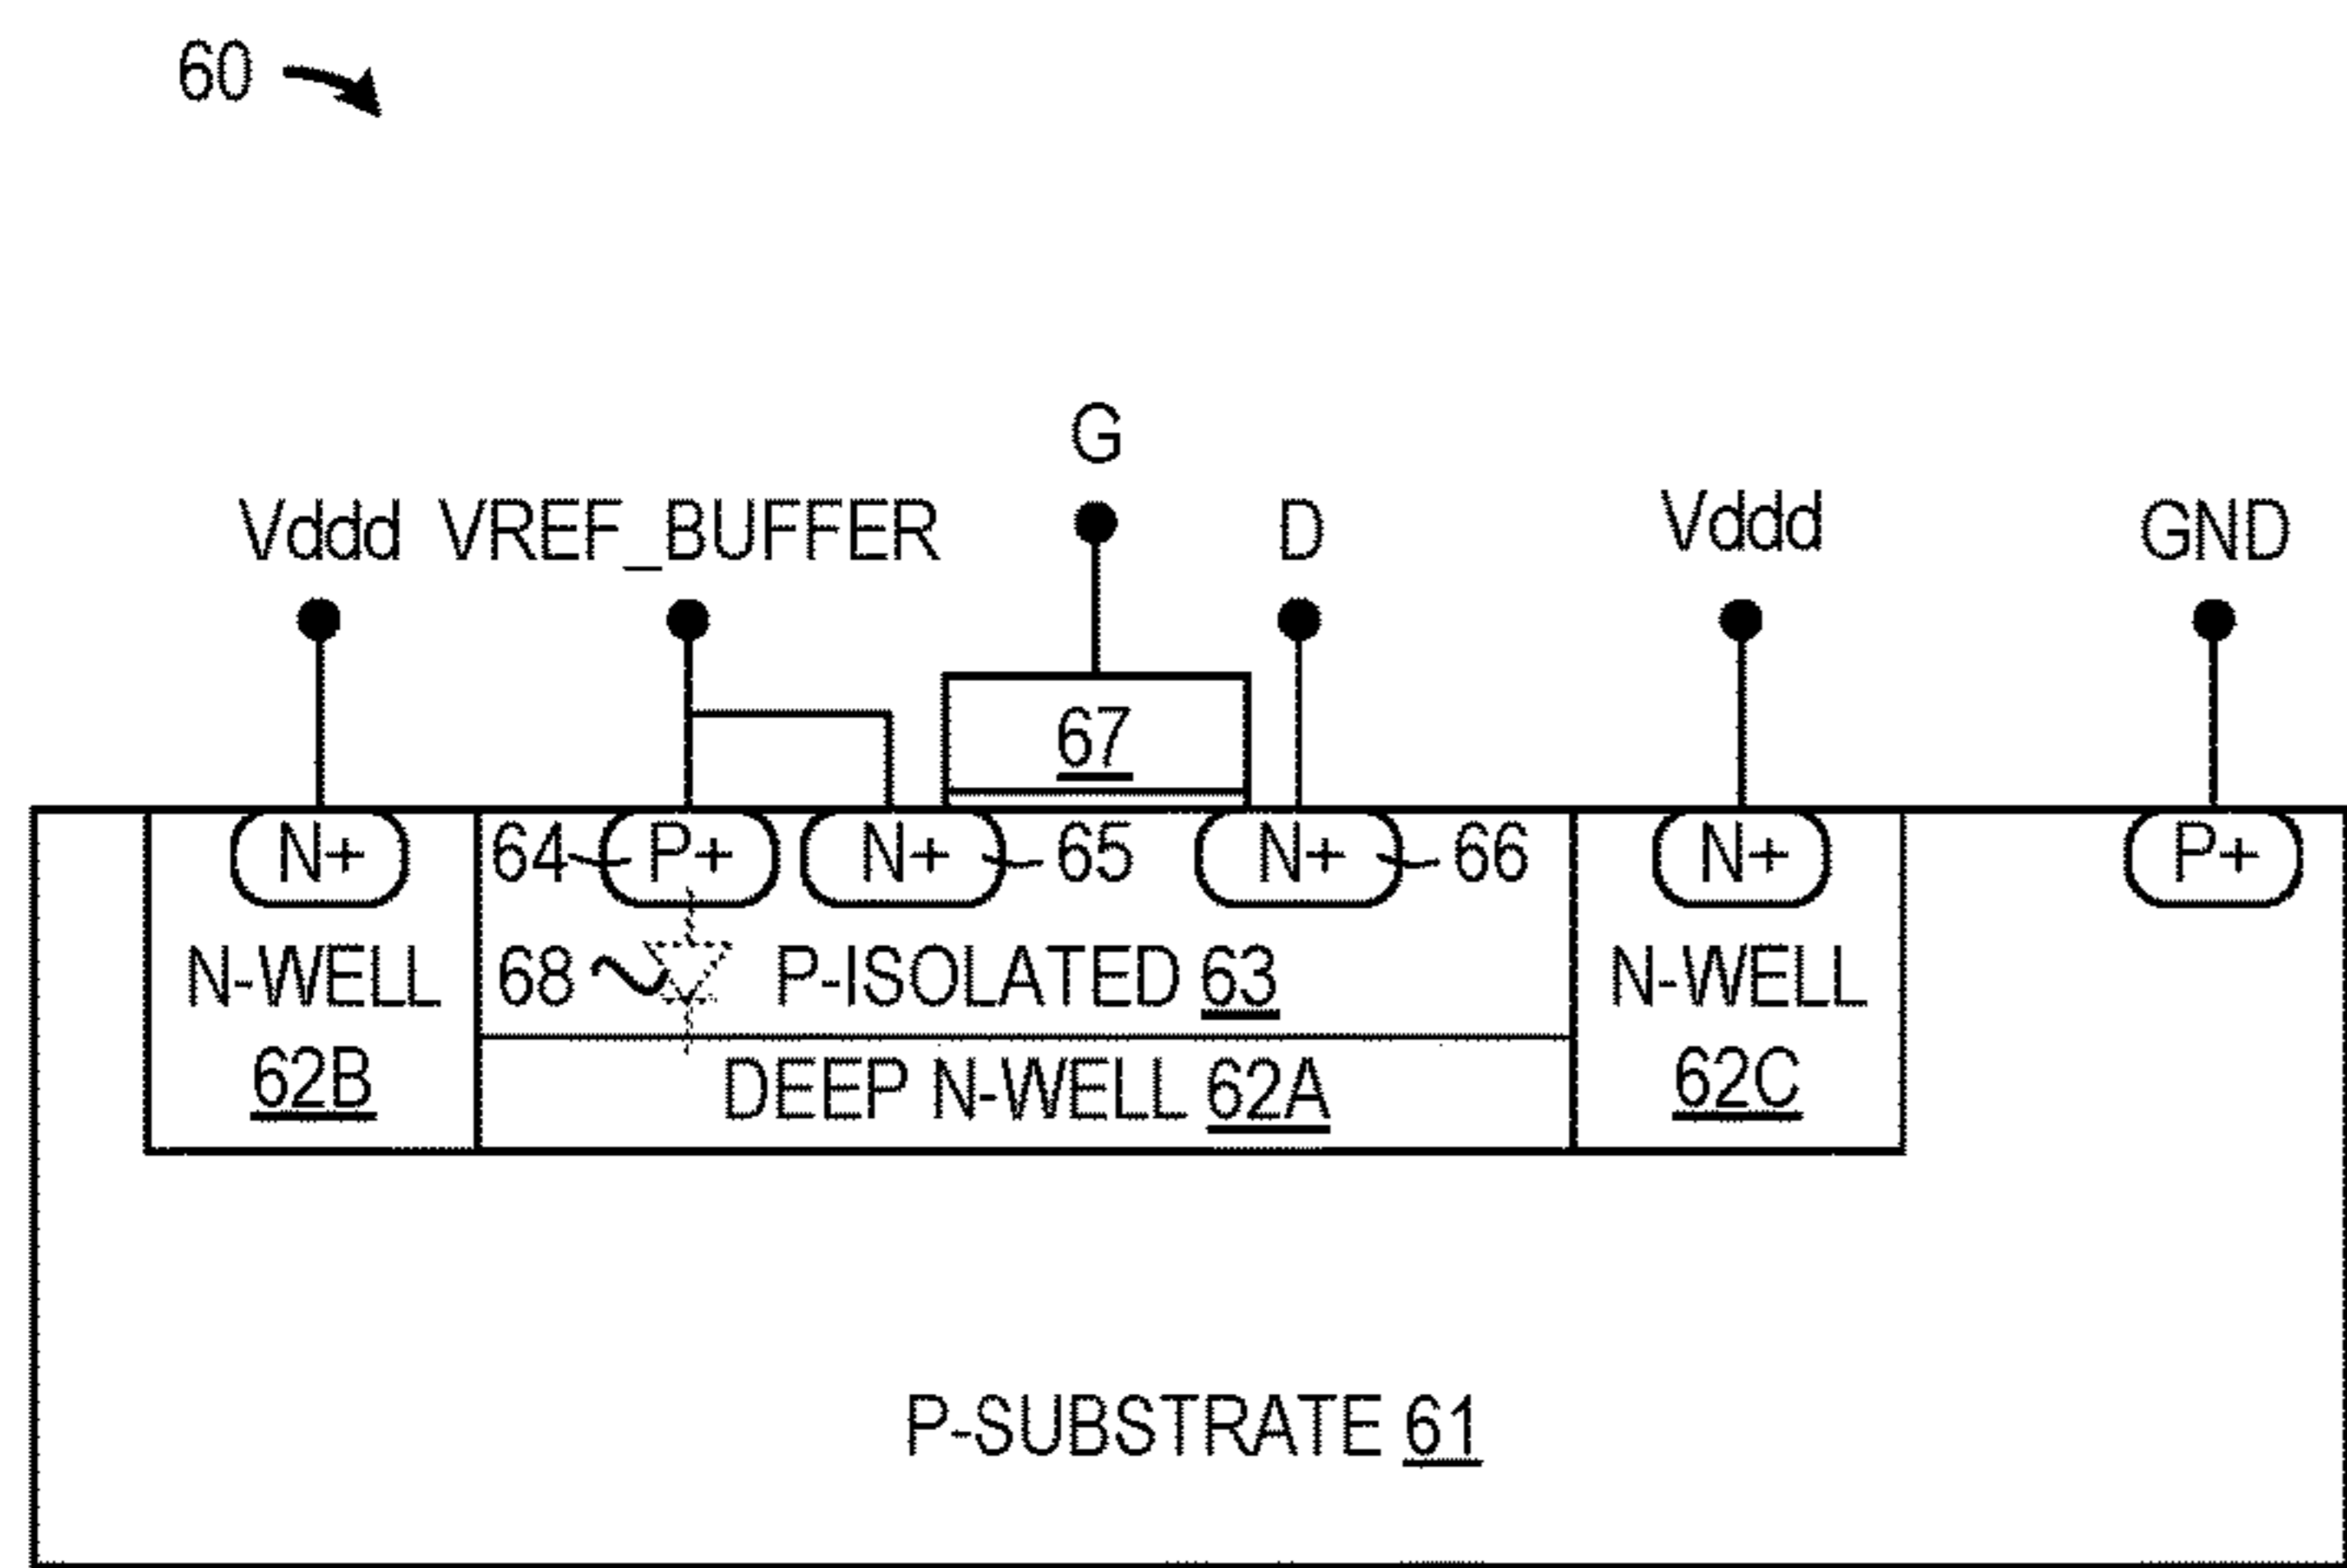 60
G
Vddd VREF_BUFFER D Vddd GND
67
N+ 64 P+ N+ 65 N+ 66 N+ P+
N-WELL 68 P-ISOLATED 63 N-WELL
62B DEEP N-WELL 62A 62C
P-SUBSTRATE 61